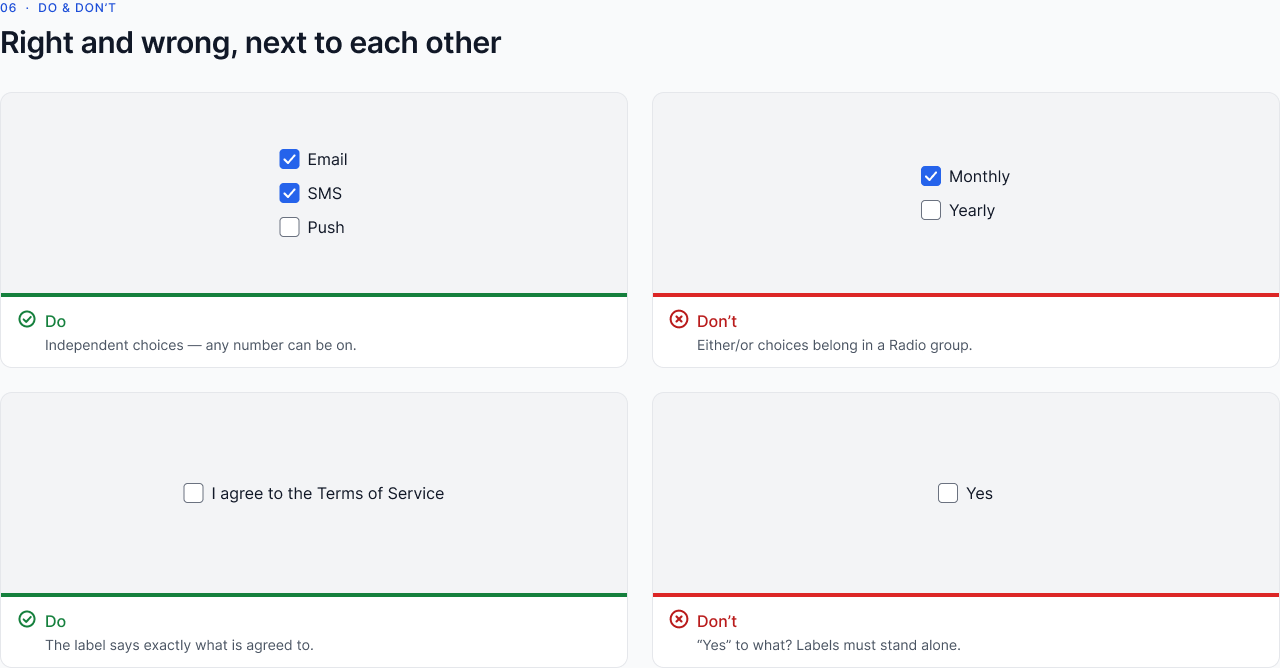 06 · DO & DON’T
Right and wrong, next to each other
Email
SMS
Push
Do
Independent choices — any number can be on.
Monthly
Yearly
Don’t
Either/or choices belong in a Radio group.
I agree to the Terms of Service
Do
The label says exactly what is agreed to.
Yes
Don’t
“Yes” to what? Labels must stand alone.